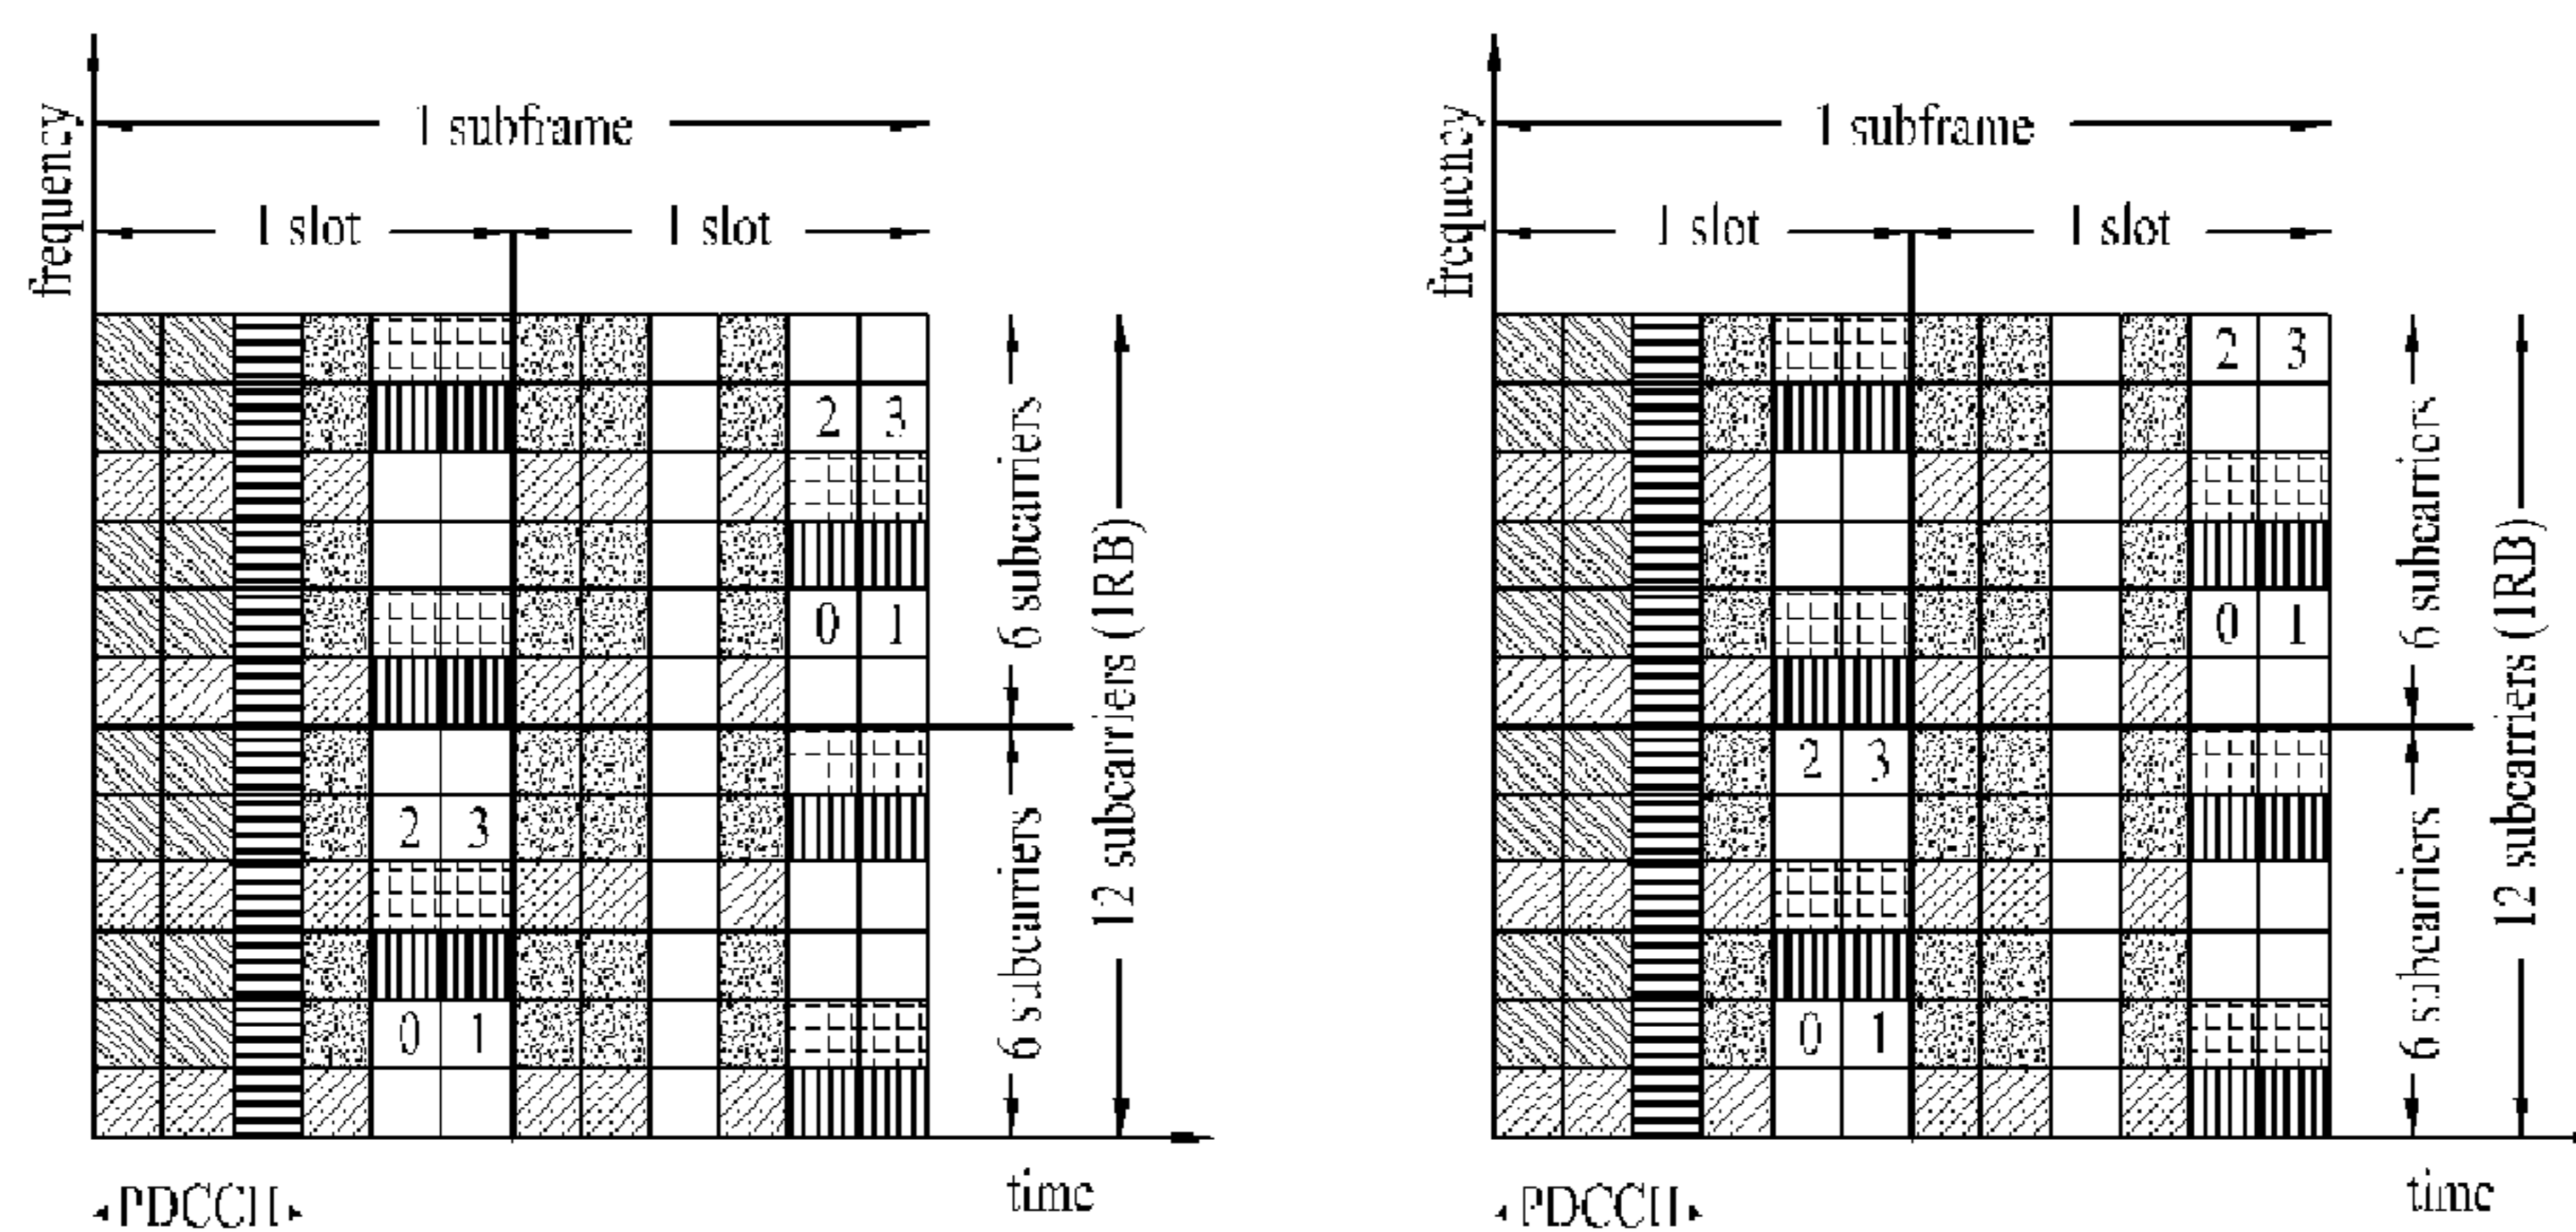 frequency
1 subframe
1 slot 1 slot
2 3
0 1
2 3
0 1
6 subcarriers
6 subcarriers
12 subcarriers (1RB)
time
PDCCH
frequency
1 subframe
1 slot 1 slot
2 3
0 1
2 3
0 1
6 subcarriers
6 subcarriers
12 subcarriers (1RB)
time
PDCCH